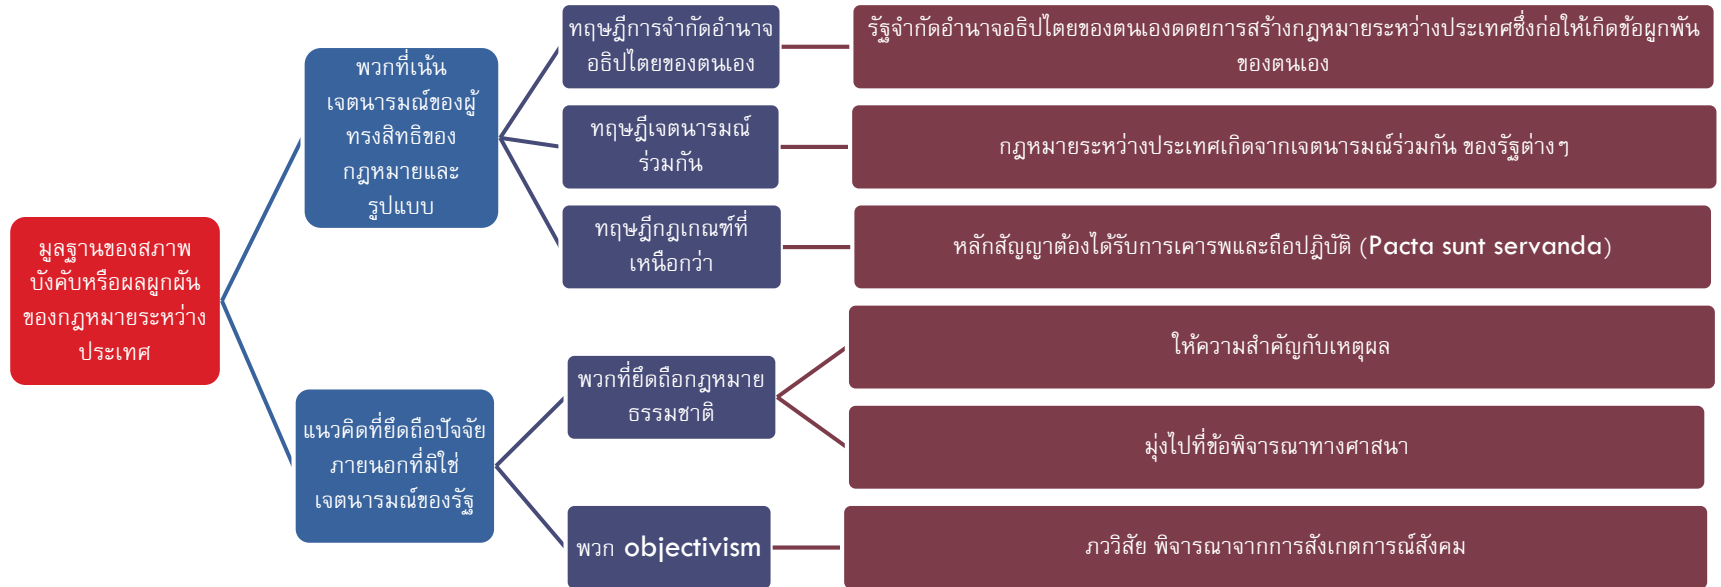 มูลฐานของสภาพ
บังคับหรือผลผูกผัน
ของกฎหมายระหว่าง
ประเทศ
พวกที่เน้น
เจตนารมณ์ของผู้
ทรงสิทธิของ
กฎหมายและ
รูปแบบ
ทฤษฎีการจำกัดอำนาจ
อธิปไตยของตนเอง
รัฐจำกัดอำนาจอธิปไตยของตนเองดดยการสร้างกฎหมายระหว่างประเทศซึ่งก่อให้เกิดข้อผูกพัน
ของตนเอง
ทฤษฎีเจตนารมณ์
ร่วมกัน
กฎหมายระหว่างประเทศเกิดจากเจตนารมณ์ร่วมกัน ของรัฐต่างๆ
ทฤษฎีกฎเกณฑ์ที่
เหนือกว่า
หลักสัญญาต้องได้รับการเคารพและถือปฎิบัติ (Pacta sunt servanda)
แนวคิดที่ยึดถือปัจจัย
ภายนอกที่มิใช่
เจตนารมณ์ของรัฐ
พวกที่ยึดถือกฎหมาย
ธรรมชาติ
ให้ความสำคัญกับเหตุผล
มุ่งไปที่ข้อพิจารณาทางศาสนา
พวก objectivism
ภววิสัย พิจารณาจากการสังเกตการณ์สังคม